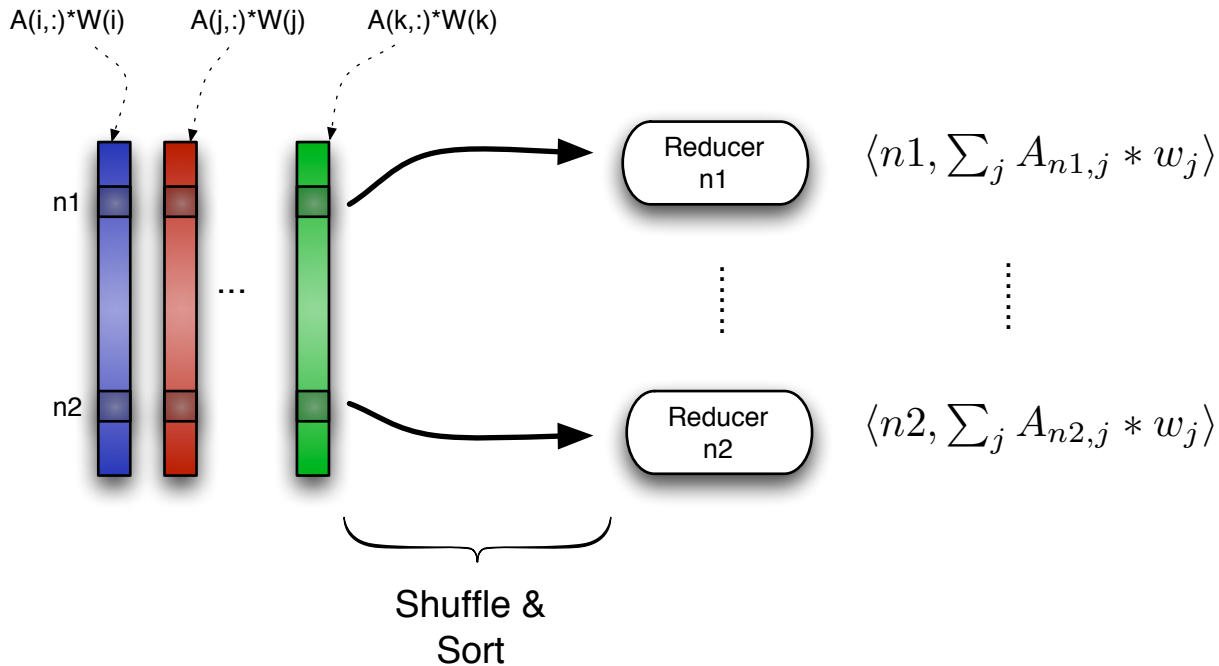 A(i,:)*W(i)
A(j,:)*W(j)
A(k,:)*W(k)
n1
Reducer
n1
⟨n1, ∑_j A_{n1,j} * w_j⟩
...
n2
Reducer
n2
⟨n2, ∑_j A_{n2,j} * w_j⟩
Shuffle &
Sort